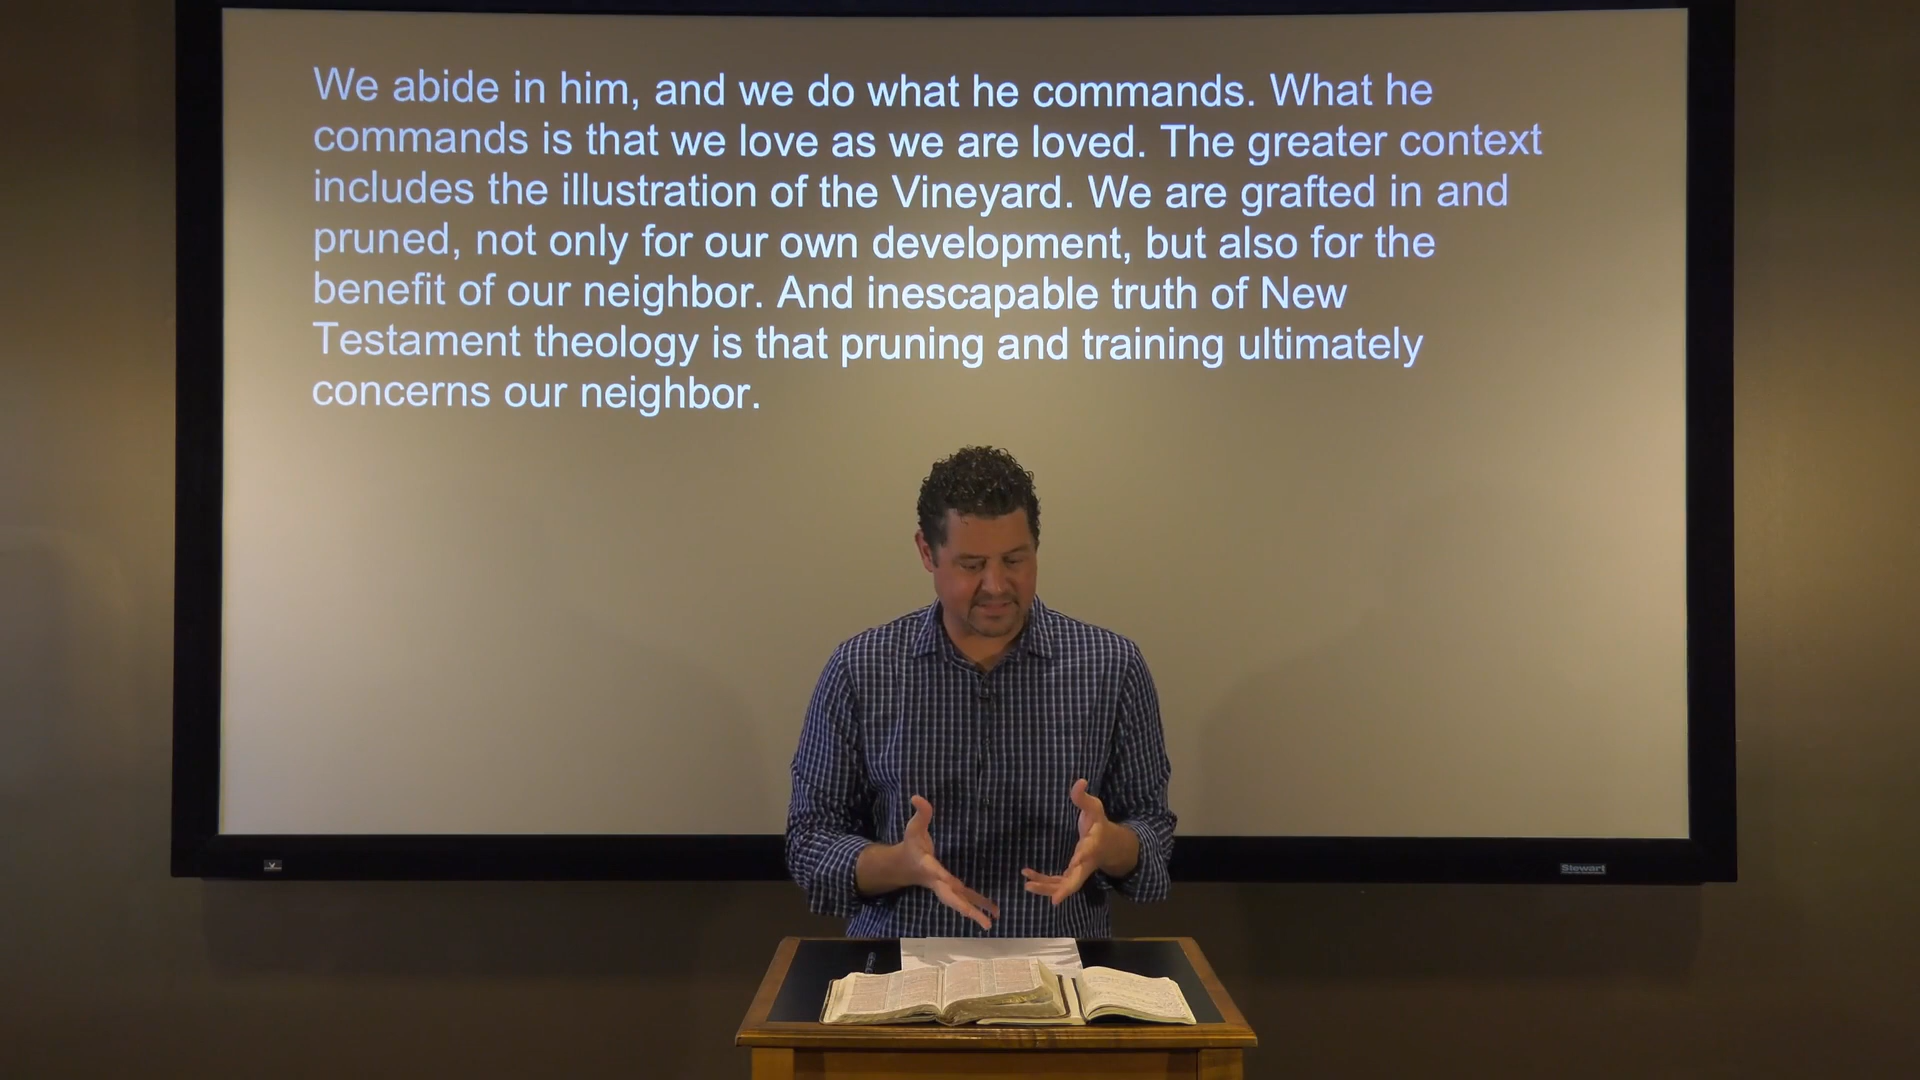 We abide in him, and we do what he commands. What he
commands is that we love as we are loved. The greater context
includes the illustration of the Vineyard. We are grafted in and
pruned, not only for our own development, but also for the
benefit of our neighbor. And inescapable truth of New
Testament theology is that pruning and training ultimately
concerns our neighbor.
Stewart